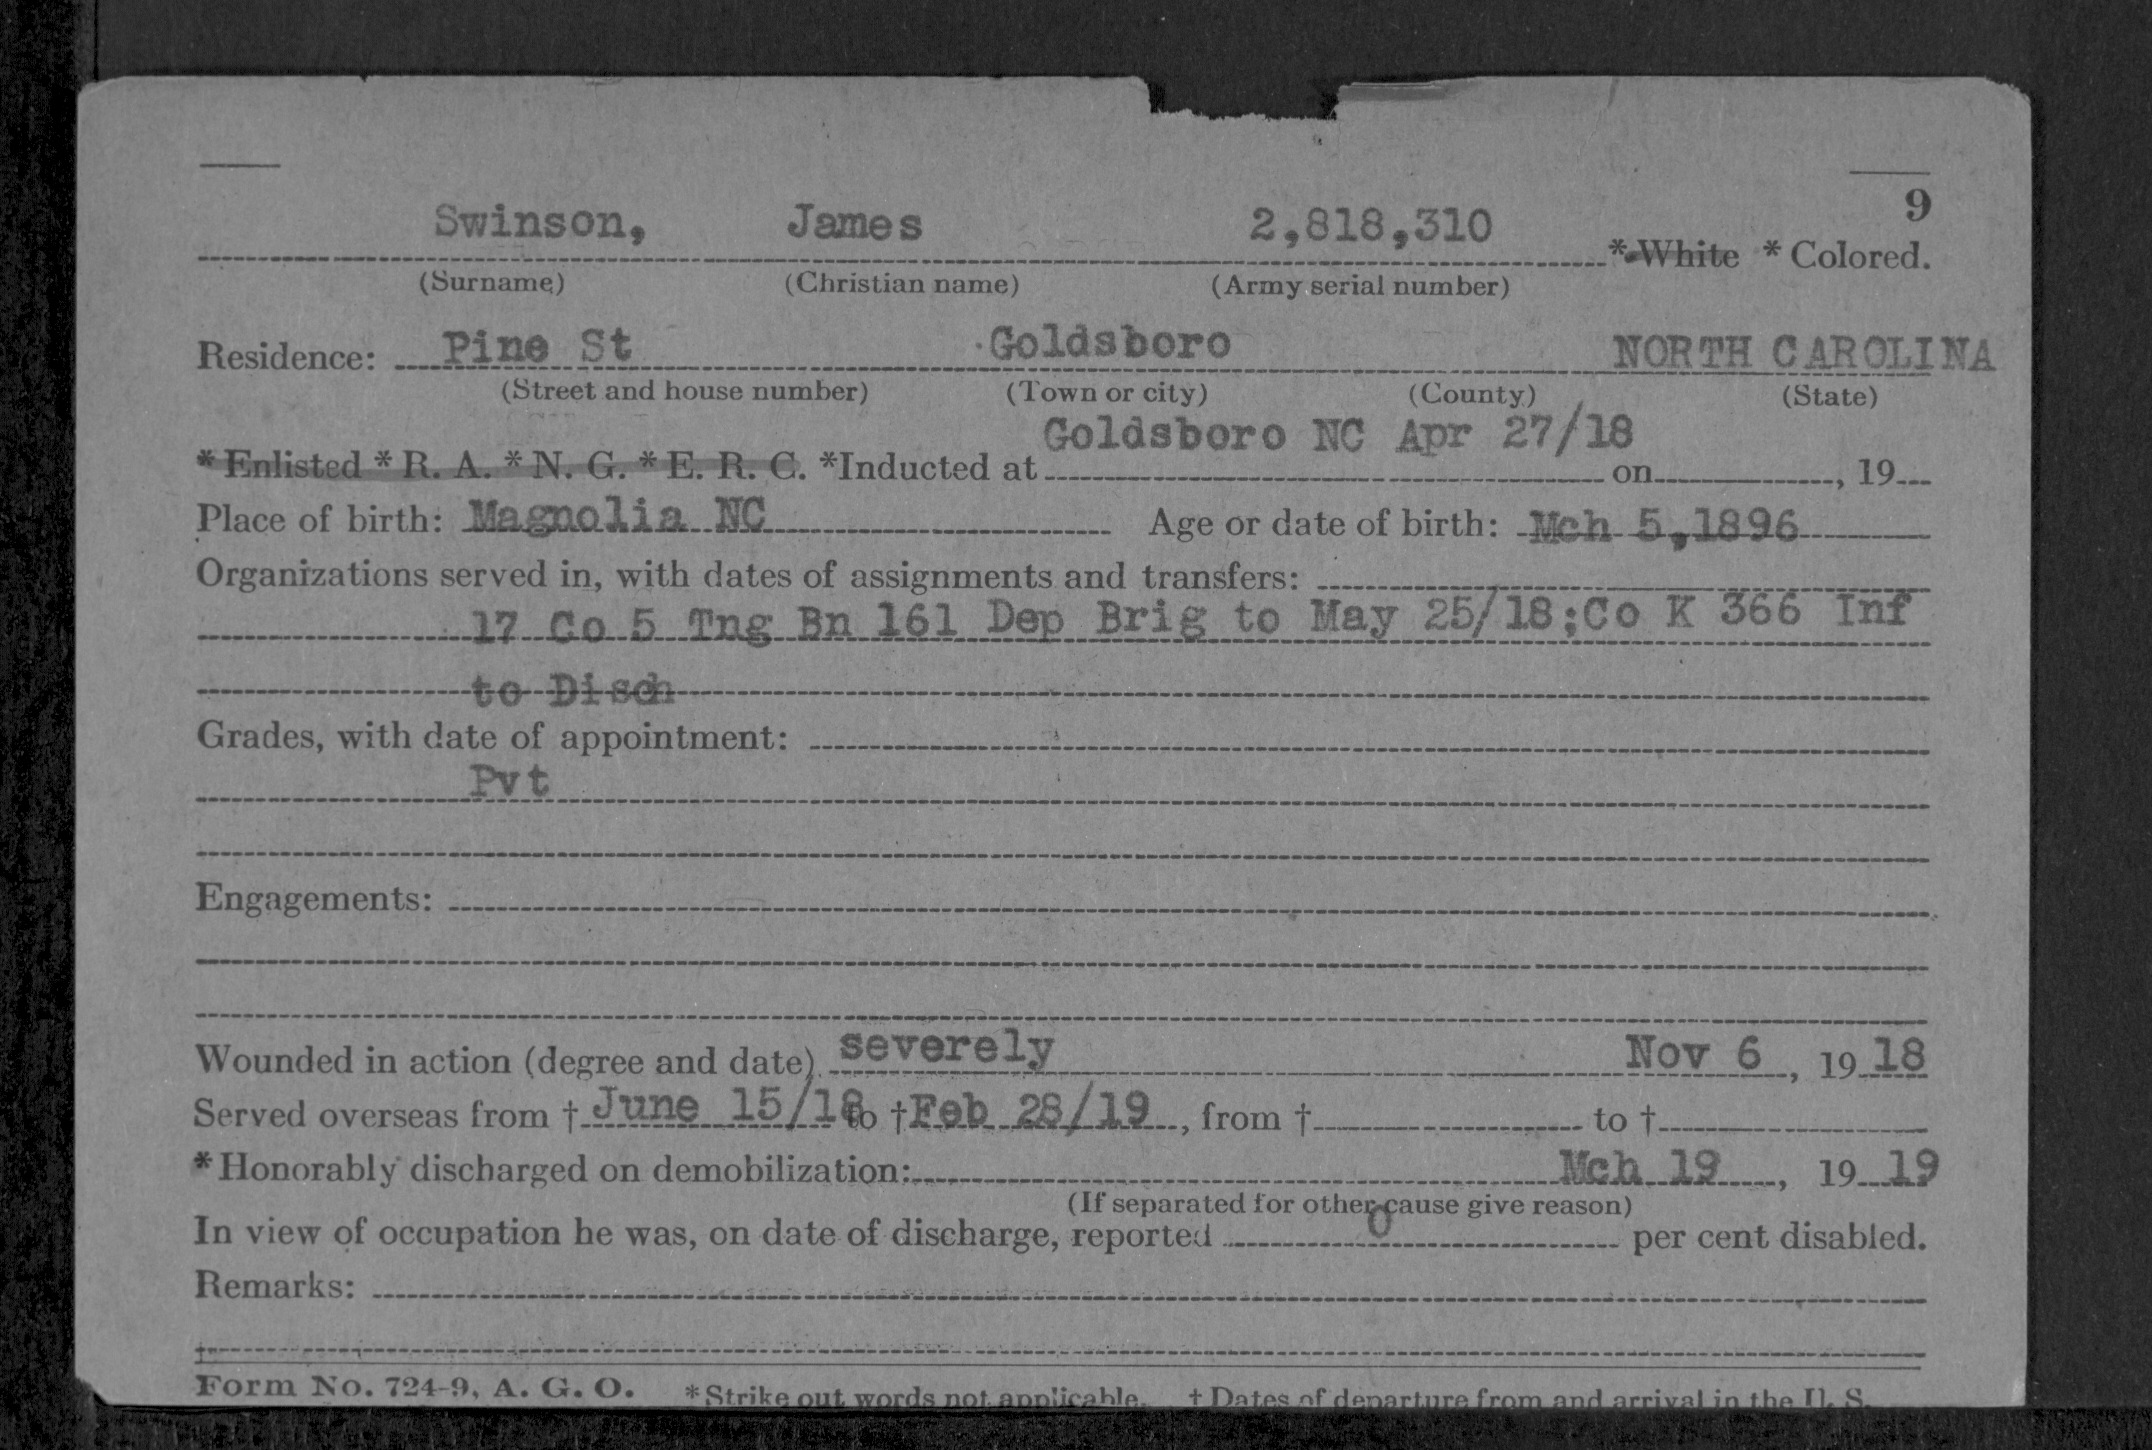 9
Swinson, James 2,818,310 *White *Colored.
(Surname) (Christian name) (Army serial number)
Residence: Pine St Goldsboro NORTH CAROLINA
(Street and house number) (Town or city) (County) (State)
Goldsboro NC Apr 27/18
*Enlisted *R. A. *N. G. *E. R. C. *Inducted at on , 19
Place of birth: Magnolia NC Age or date of birth: Mch 5,1896
Organizations served in, with dates of assignments and transfers:
17 Co 5 Tng Bn 161 Dep Brig to May 25/18;Co K 366 Inf
to Disch
Grades, with date of appointment:
Pvt
Engagements:
Wounded in action (degree and date) severely Nov 6 , 19 18
Served overseas from † June 15/18 to † Feb 28/19 , from † to †
*Honorably discharged on demobilization: Mch 19 , 19 19
(If separated for other cause give reason)
In view of occupation he was, on date of discharge, reported 0 per cent disabled.
Remarks:
Form No. 724-9, A. G. O. *Strike out words not applicable. † Dates of departure from and arrival in the U. S.